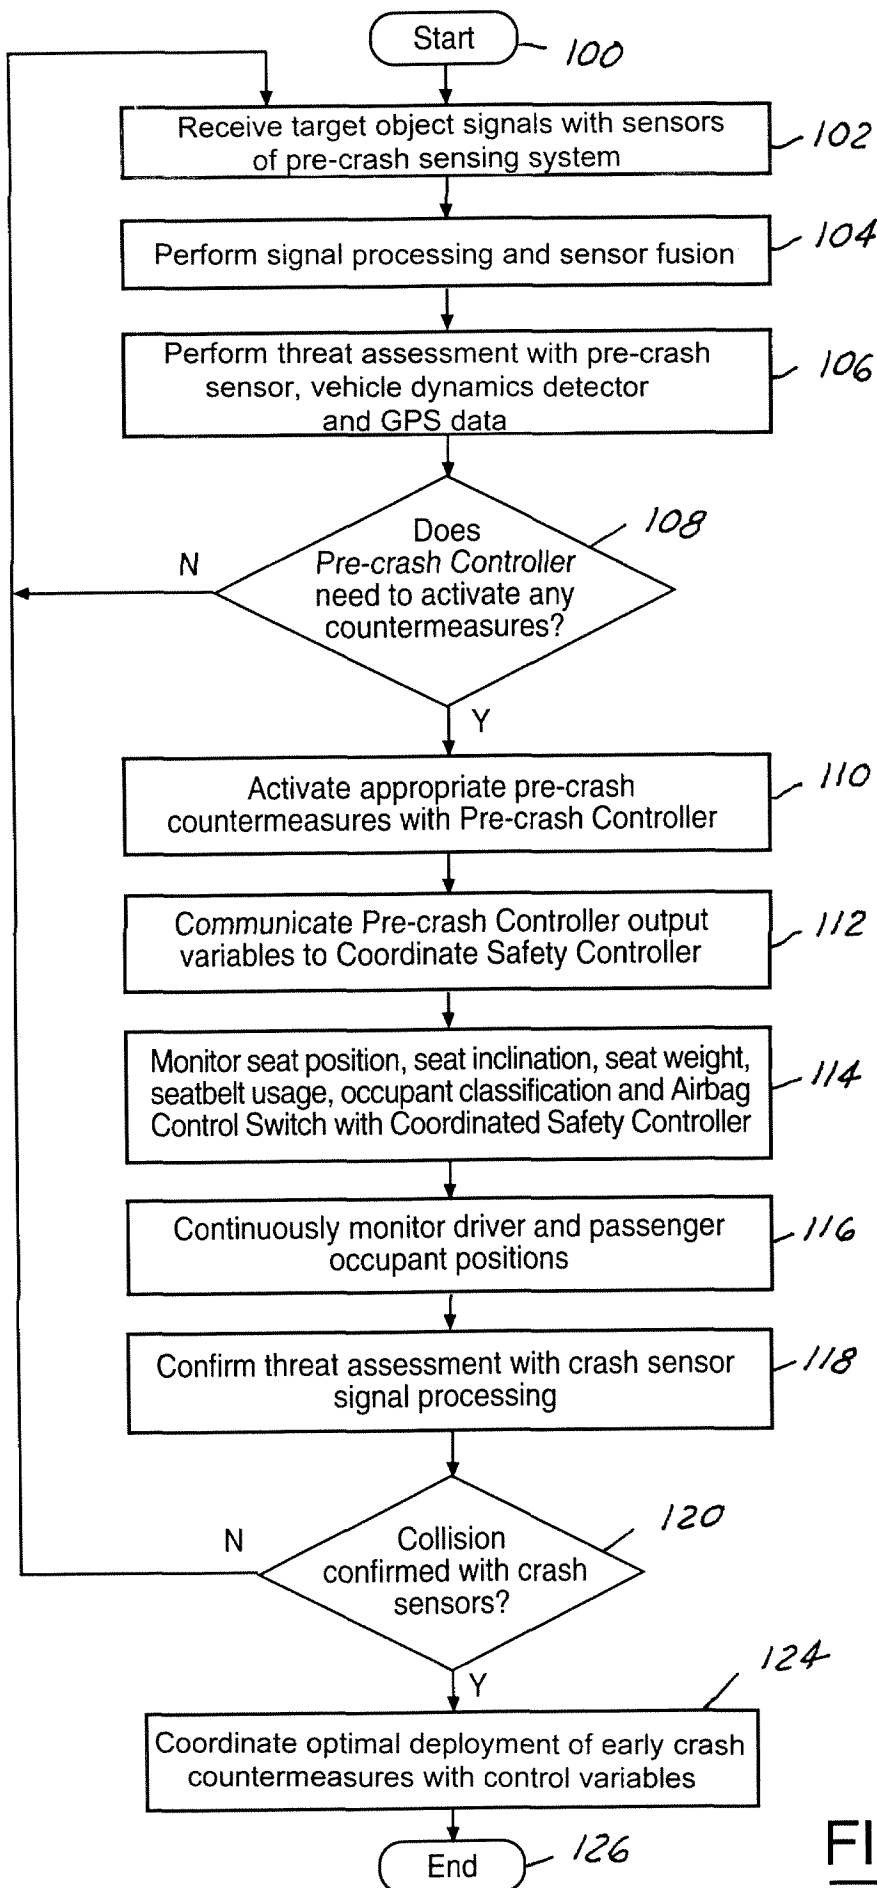 Start
100
Receive target object signals with sensors
of pre-crash sensing system
102
Perform signal processing and sensor fusion
104
Perform threat assessment with pre-crash
sensor, vehicle dynamics detector
and GPS data
106
Does
Pre-crash Controller
need to activate any
countermeasures?
108
N
Y
Activate appropriate pre-crash
countermeasures with Pre-crash Controller
110
Communicate Pre-crash Controller output
variables to Coordinate Safety Controller
112
Monitor seat position, seat inclination, seat weight,
seatbelt usage, occupant classification and Airbag
Control Switch with Coordinated Safety Controller
114
Continuously monitor driver and passenger
occupant positions
116
Confirm threat assessment with crash sensor
signal processing
118
Collision
confirmed with crash
sensors?
120
N
Y
124
Coordinate optimal deployment of early crash
countermeasures with control variables
End
126
FI